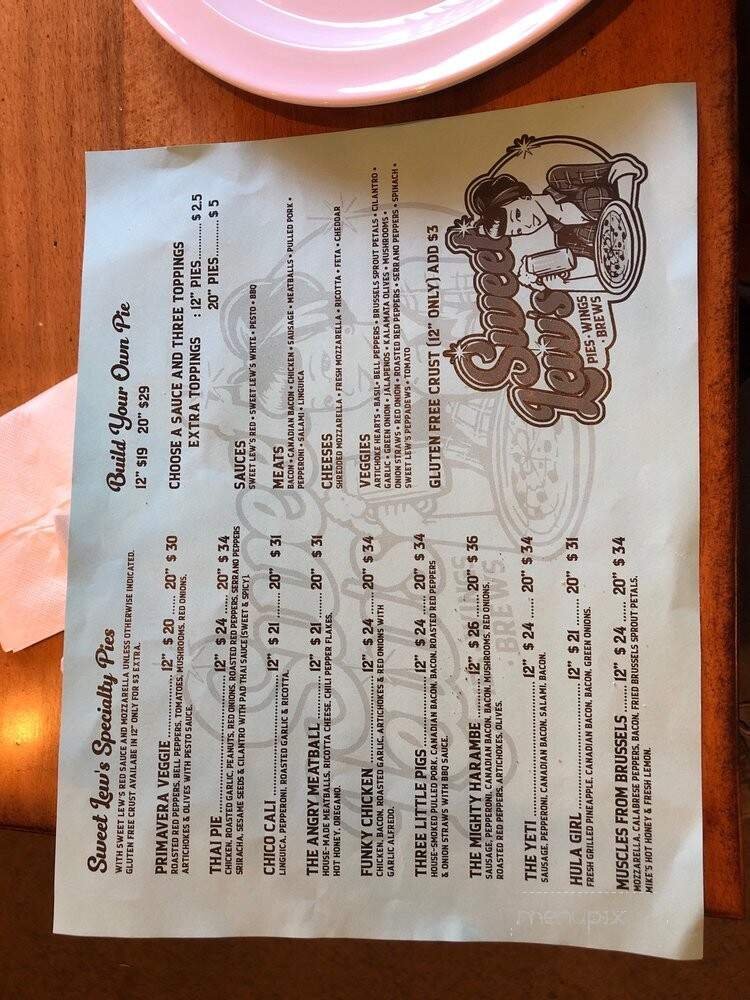 Sweet Lew's Specialty Pies
WITH SWEET LEW'S RED SAUCE AND MOZZARELLA UNLESS OTHERWISE INDICATED.
GLUTEN FREE CRUST AVAILABE IN 12" ONLY FOR $3 EXTRA.
PRIMAVERA VEGGIE ........ 12" $ 20 ...... 20" $ 30
ROASTED RED PEPPERS, BELL PEPPERS, TOMATOES, MUSHROOMS, RED ONIONS,
ARTICHOKES & OLIVES WITH PESTO SAUCE.
THAI PIE ........ 12" $ 24 ...... 20" $ 34
CHICKEN, ROASTED GARLIC, PEANUTS, RED ONIONS, ROASTED RED PEPPERS, SERRANO PEPPERS
SRIRACHA, SESAME SEEDS & CILANTRO WITH PAD THAI SAUCE (SWEET & SPICY).
CHICO CALI ........ 12" $ 21 ...... 20" $ 31
LINGUICA, PEPPERONI, ROASTED GARLIC & RICOTTA.
THE ANGRY MEATBALL ........ 12" $ 21 ...... 20" $ 31
HOUSE-MADE MEATBALLS, RICOTTA CHEESE, CHILI PEPPER FLAKES,
HOT HONEY, OREGANO.
FUNKY CHICKEN ........ 12" $ 24 ...... 20" $ 34
CHICKEN, BACON, ROASTED GARLIC, ARTICHOKES & RED ONIONS WITH
GARLIC ALFREDO.
THREE LITTLE PIGS ........ 12" $ 24 ...... 20" $ 34
HOUSE-SMOKED PULLED PORK, CANADIAN BACON, BACON, ROASTED RED PEPPERS
& ONION STRAWS WITH BBQ SAUCE.
THE MIGHTY HARAMBE ...... 12" $ 26 ...... 20" $ 36
SAUSAGE, PEPPERONI, CANADIAN BACON, BACON, MUSHROOMS, RED ONIONS,
ROASTED RED PEPPERS, ARTICHOKES, OLIVES.
THE YETI ........ 12" $ 24 ...... 20" $ 34
SAUSAGE, PEPPERONI, CANADIAN BACON, SALAMI, BACON.
HULA GIRL ........ 12" $ 21 ...... 20" $ 31
FRESH GRILLED PINEAPPLE, CANADIAN BACON, BACON, GREEN ONIONS.
MUSCLES FROM BRUSSELS .... 12" $ 24 ...... 20" $ 34
MOZZARELLA, CALABRESE PEPPERS, BACON, FRIED BRUSSELS SPROUT PETALS,
MIKE'S HOT HONEY & FRESH LEMON.
Build Your Own Pie
12" $19 20" $29
CHOOSE A SAUCE AND THREE TOPPINGS
EXTRA TOPPINGS : 12" PIES ........ $ 2.5
20" PIES ........ $ 5
SAUCES
SWEET LEW'S RED • SWEET LEW'S WHITE • PESTO • BBQ
MEATS
BACON • CANADIAN BACON • CHICKEN • SAUSAGE • MEATBALLS • PULLED PORK •
PEPPERONI • SALAMI • LINGUICA
CHEESES
SHREDDED MOZZARELLA • FRESH MOZZARELLA • RICOTTA • FETA • CHEDDAR
VEGGIES
ARTICHOKE HEARTS • BASIL • BELL PEPPERS • BRUSSELS SPROUT PETALS • CILANTRO •
GARLIC • GREEN ONION • JALAPENOS • KALAMATA OLIVES • MUSHROOMS •
ONION STRAWS • RED ONION • ROASTED RED PEPPERS • SERRANO PEPPERS • SPINACH •
SWEET LEW'S PEPPADEWS • TOMATO
GLUTEN FREE CRUST (12" ONLY) ADD $3
Sweet
Lew's
PIES • WINGS
• BREWS
menupix